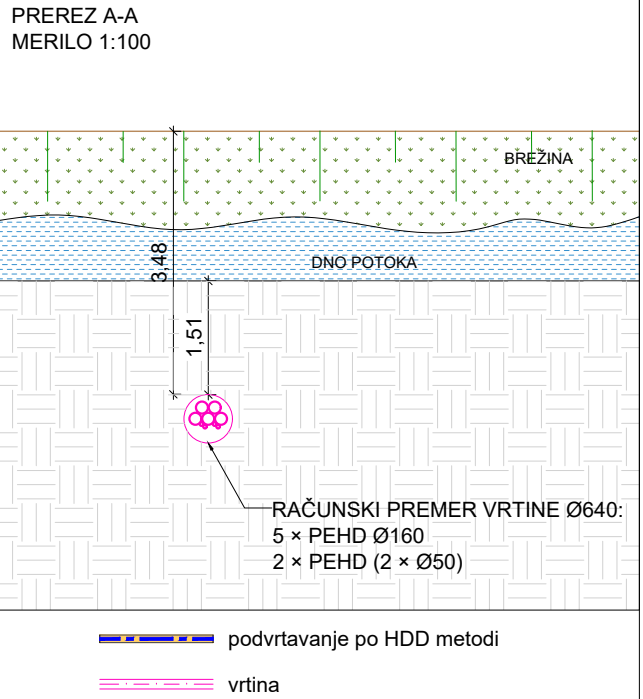 PREREZ A-A
MERILO 1:100
BREŽINA
3,48
DNO POTOKA
1,51
RAČUNSKI PREMER VRTINE Ø640:
5 × PEHD Ø160
2 × PEHD (2 × Ø50)
podvrtavanje po HDD metodi
vrtina